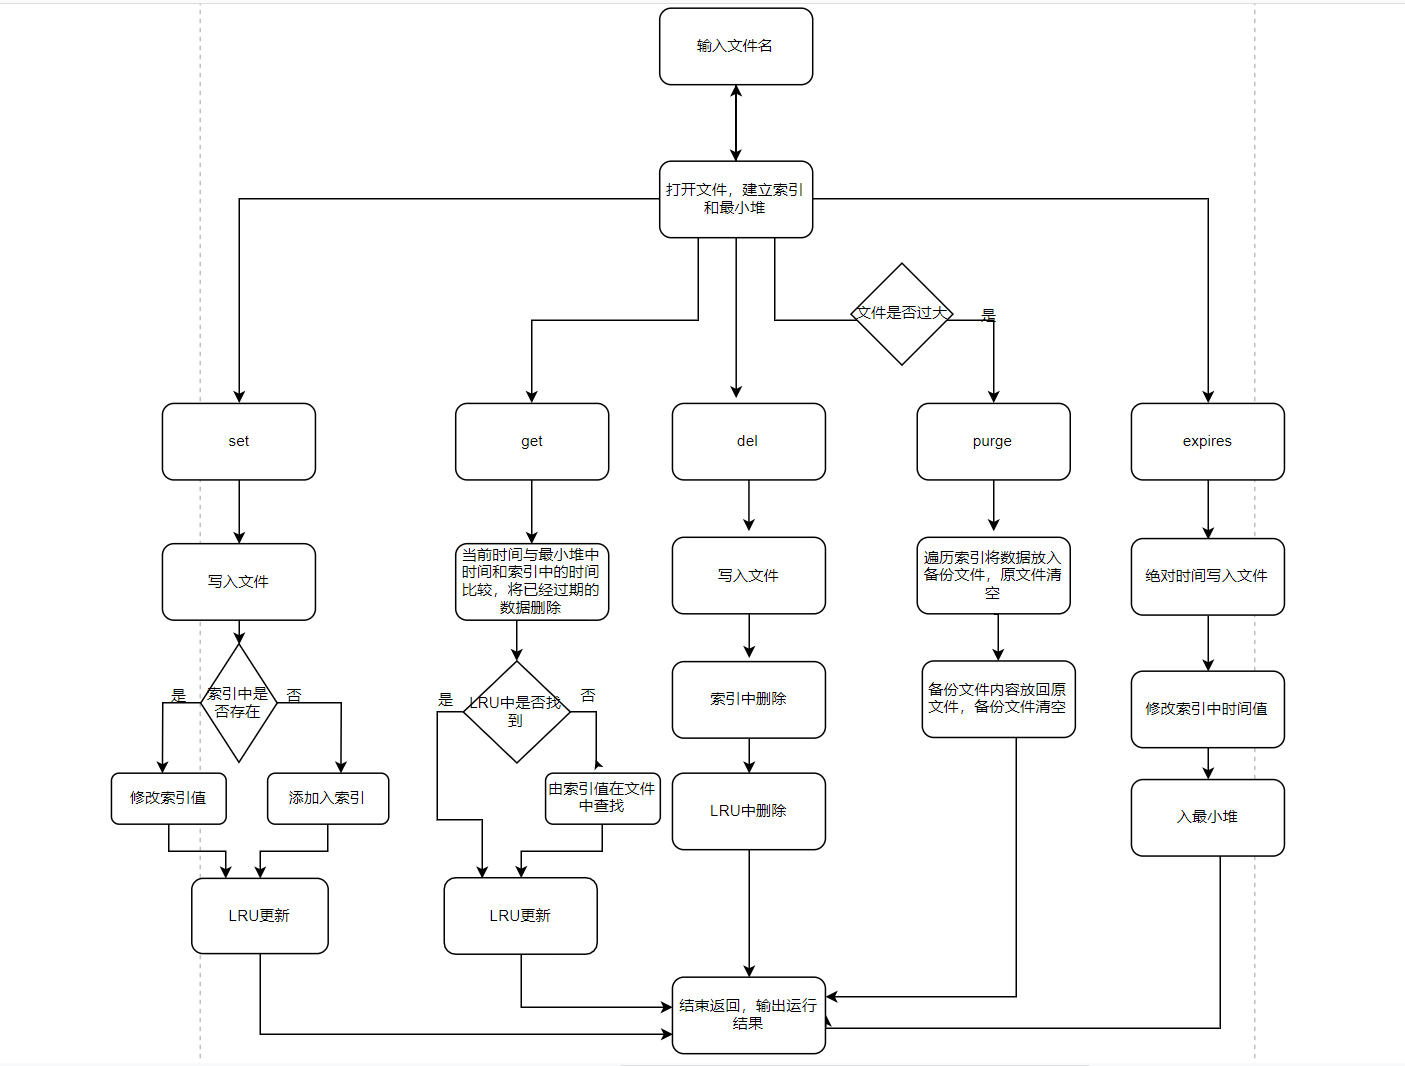 输入文件名
打开文件，建立索引
和最小堆
文件是否过大
是
set
get
del
purge
expires
写入文件
当前时间与最小堆中
时间和索引中的时间
比较，将已经过期的
数据删除
写入文件
遍历索引将数据放入
备份文件，原文件清
空
绝对时间写入文件
是
索引中是
否存在
否
是
LRU中是否找
到
否
索引中删除
备份文件内容放回原
文件，备份文件清空
修改索引中时间值
修改索引值
添加入索引
由索引值在文件
中查找
LRU中删除
入最小堆
LRU更新
LRU更新
结束返回，输出运行
结果